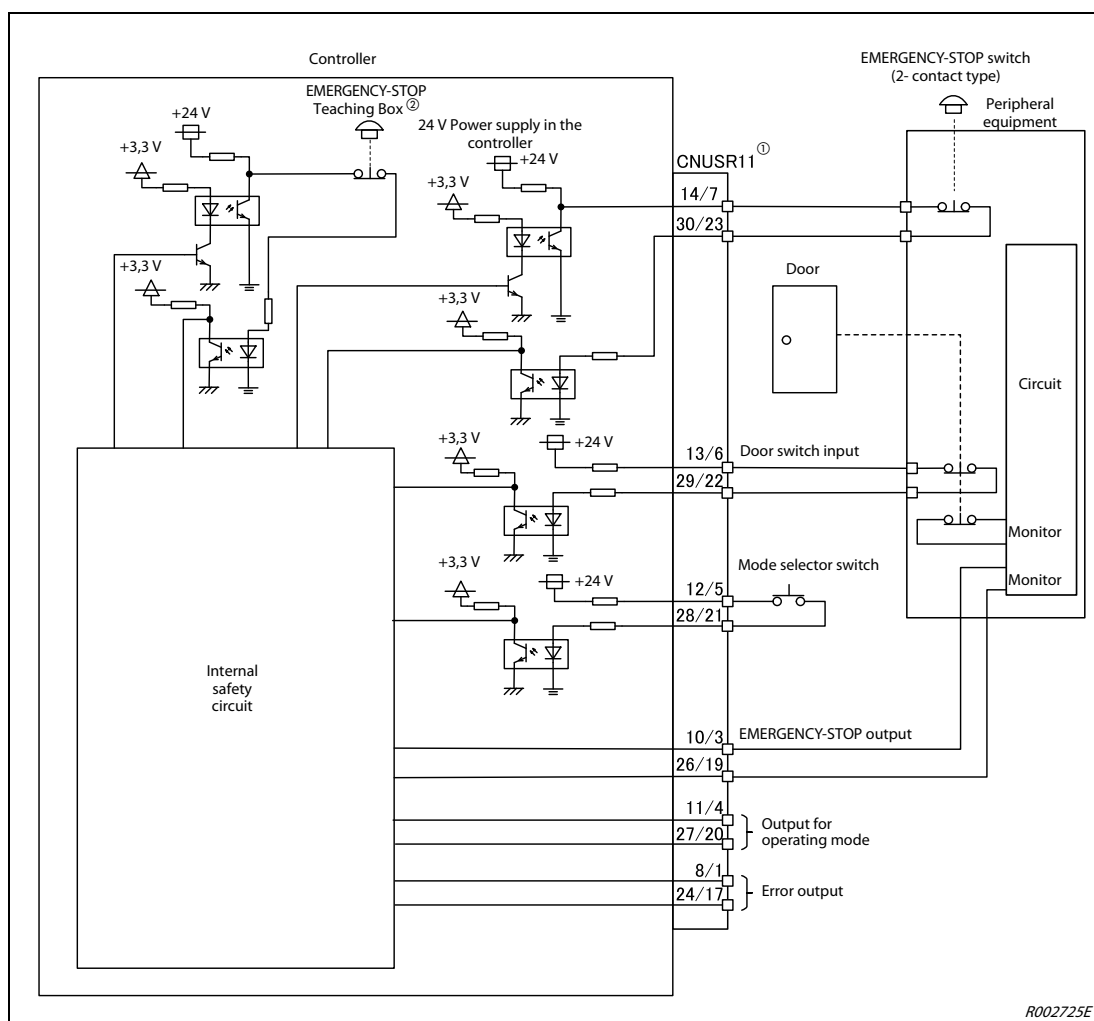 Controller
EMERGENCY-STOP
Teaching Box ②
+24 V
+3,3 V
24 V Power supply in the
controller
+24 V
+3,3 V
+3,3 V
+3,3 V
CNUSR11 ①
14/7
30/23
EMERGENCY-STOP switch
(2- contact type)
Peripheral
equipment
Door
Circuit
+3,3 V
+24 V
13/6
Door switch input
29/22
Monitor
Monitor
+3,3 V
+24 V
12/5
Mode selector switch
28/21
Internal
safety
circuit
10/3
EMERGENCY-STOP output
26/19
11/4
27/20
Output for
operating mode
8/1
24/17
Error output
R002725E